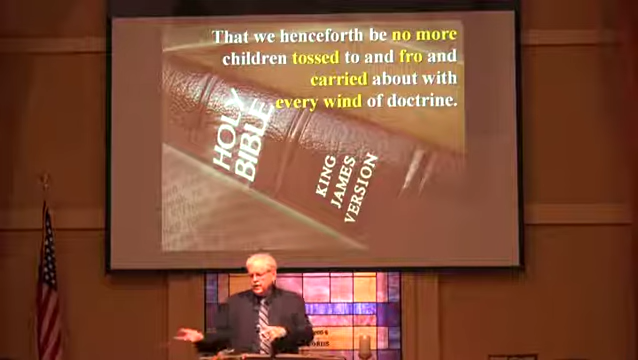 That we henceforth be no more
children tossed to and fro and
carried about with
every wind of doctrine.
HOLY
BIBLE
KING
JAMES
VERSION